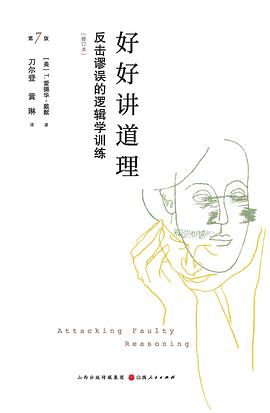 好好讲道理
反击谬误的逻辑学训练
(修订本)
[美] T. 爱德华·戴默 著
刀尔登 黄琳 译
第7版
Attacking Faulty
Reasoning
山西出版传媒集团 山西人民出版社